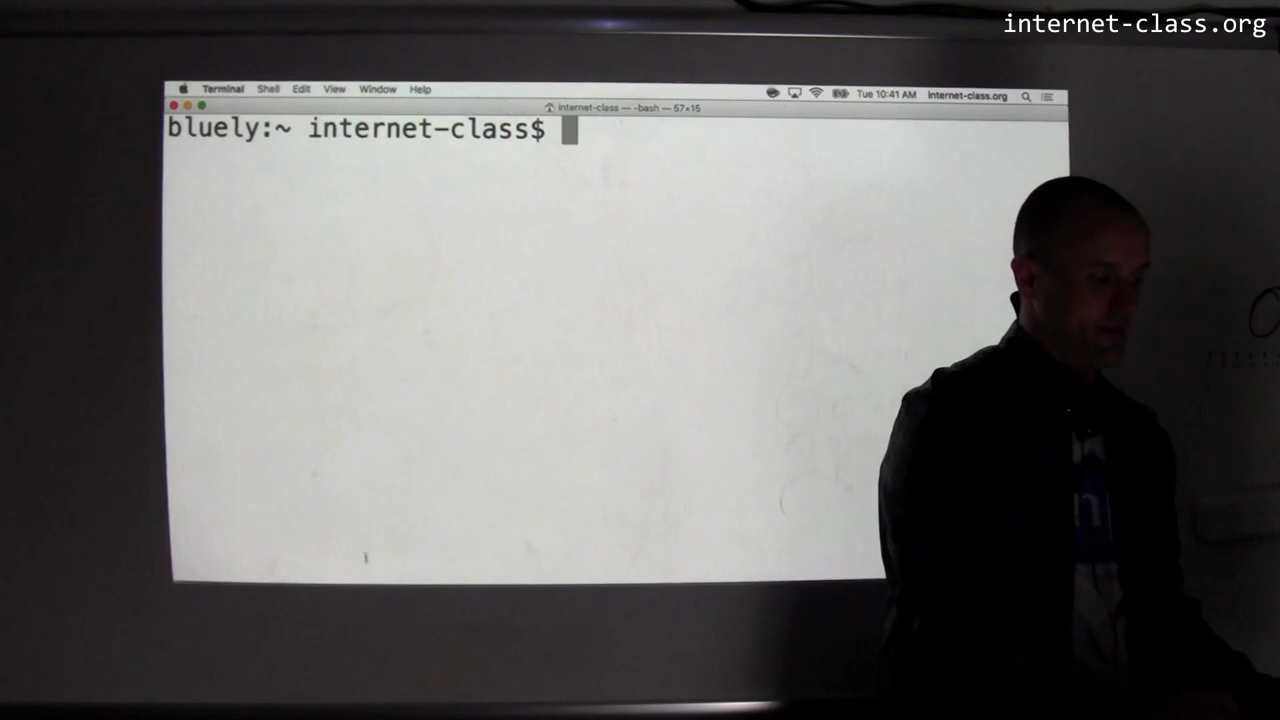 internet-class.org
Terminal Shell Edit View Window Help Tue 10:41 AM internet-class.org
internet-class — -bash — 57×15
bluely:~ internet-class$